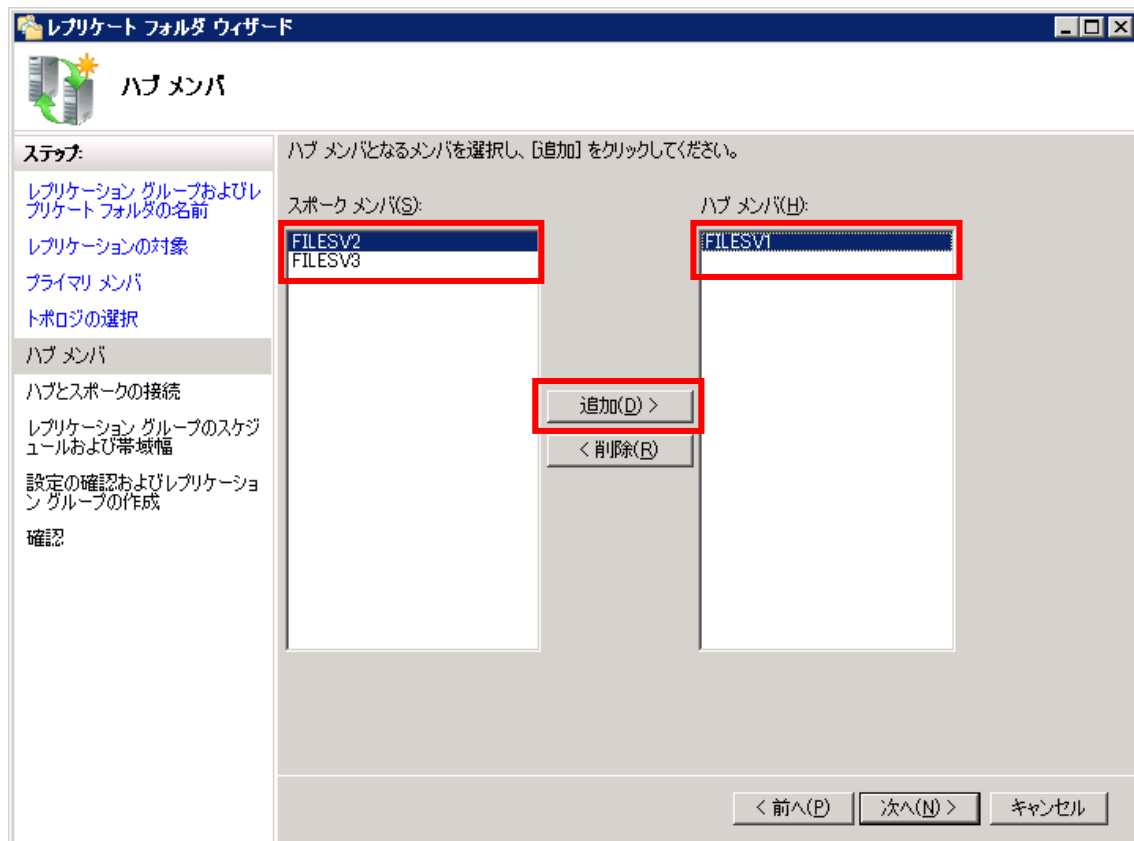 レプリケート フォルダ ウィザード
ハブ メンバ
ステップ:
レプリケーション グループおよびレ
プリケート フォルダの名前
レプリケーションの対象
プライマリ メンバ
トポロジの選択
ハブ メンバ
ハブとスポークの接続
レプリケーション グループのスケジ
ュールおよび帯域幅
設定の確認およびレプリケーショ
ン グループの作成
確認
ハブ メンバとなるメンバを選択し、[追加] をクリックしてください。
スポーク メンバ(S):
FILESV2
FILESV3
追加(D) >
< 削除(R)
ハブ メンバ(H):
FILESV1
< 前へ(P)
次へ(N) >
キャンセル